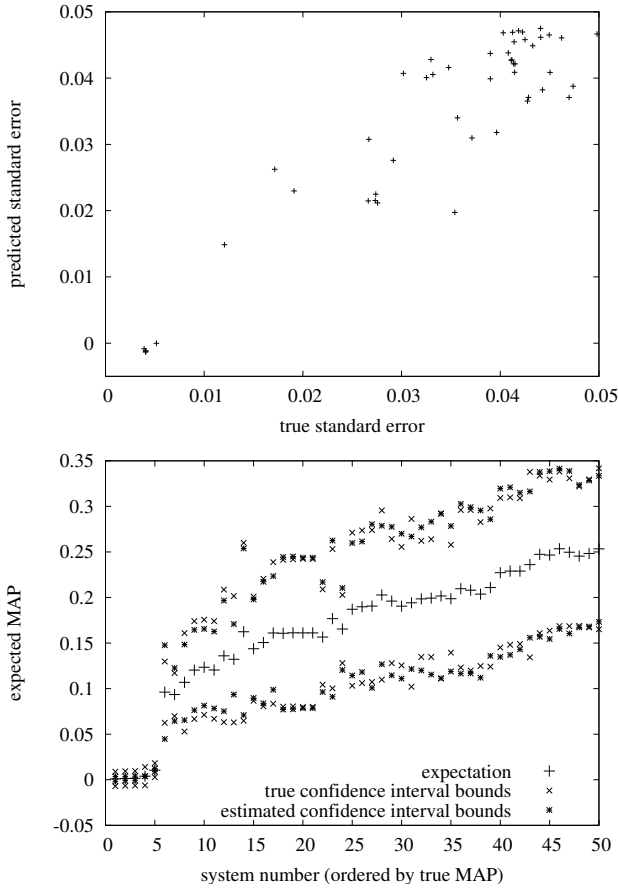 0.05
0.04
0.03
0.02
0.01
0
predicted standard error
0 0.01 0.02 0.03 0.04 0.05
true standard error
0.35
0.3
0.25
0.2
0.15
0.1
0.05
0
-0.05
expected MAP
expectation
true confidence interval bounds
estimated confidence interval bounds
0 5 10 15 20 25 30 35 40 45 50
system number (ordered by true MAP)